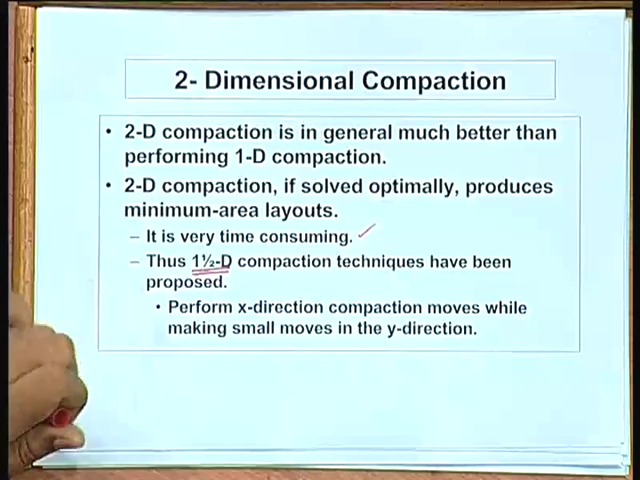 2- Dimensional Compaction
• 2-D compaction is in general much better than
performing 1-D compaction.
• 2-D compaction, if solved optimally, produces
minimum-area layouts.
– It is very time consuming.
– Thus 1½-D compaction techniques have been
proposed.
• Perform x-direction compaction moves while
making small moves in the y-direction.